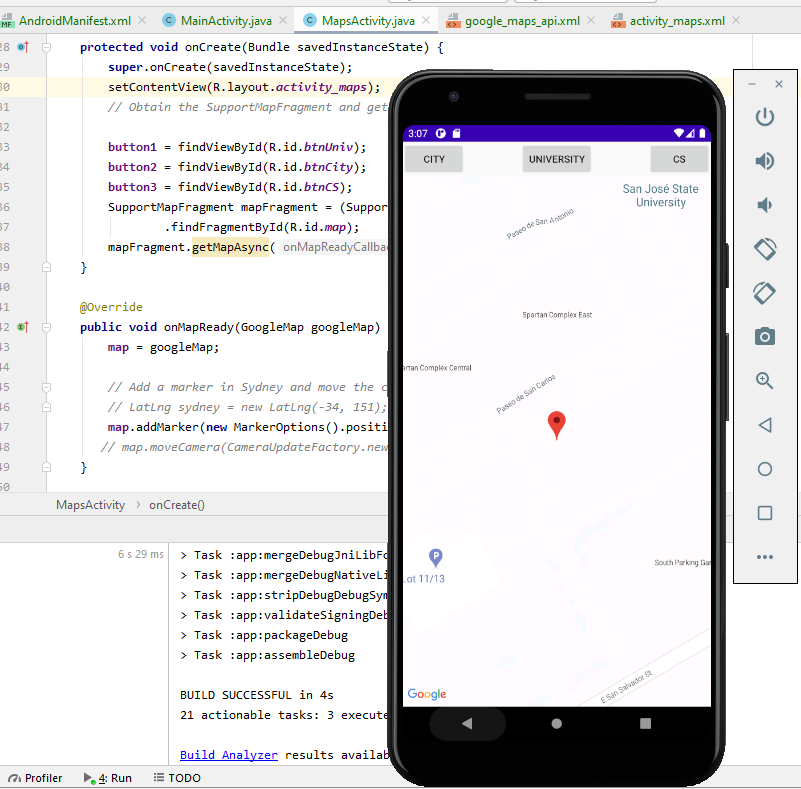 AndroidManifest.xml
MainActivity.java
MapsActivity.java
google_maps_api.xml
activity_maps.xml
28 protected void onCreate(Bundle savedInstanceState) {
29 super.onCreate(savedInstanceState);
30 setContentView(R.layout.activity_maps);
31 // Obtain the SupportMapFragment and get
32
33 button1 = findViewById(R.id.btnUniv);
34 button2 = findViewById(R.id.btnCity);
35 button3 = findViewById(R.id.btnCS);
36 SupportMapFragment mapFragment = (Suppor
37 .findFragmentById(R.id.map);
38 mapFragment.getMapAsync( onMapReadyCallba
39 }
40
41 @Override
42 public void onMapReady(GoogleMap googleMap)
43 map = googleMap;
44
45 // Add a marker in Sydney and move the c
46 // LatLng sydney = new LatLng(-34, 151);
47 map.addMarker(new MarkerOptions().positi
48 // map.moveCamera(CameraUpdateFactory.new
49 }
50
MapsActivity > onCreate()
6 s 29 ms
> Task :app:mergeDebugJniLibFo
> Task :app:mergeDebugNativeLi
> Task :app:stripDebugDebugSym
> Task :app:validateSigningDeb
> Task :app:packageDebug
> Task :app:assembleDebug
BUILD SUCCESSFUL in 4s
21 actionable tasks: 3 execute
Build Analyzer results availab
Profiler
4: Run
TODO
3:07
CITY
UNIVERSITY
CS
San José State
University
Paseo de San Antonio
Spartan Complex East
artan Complex Central
Paseo de San Carlos
P
Lot 11/13
South Parking Gar
E San Salvador St
Google